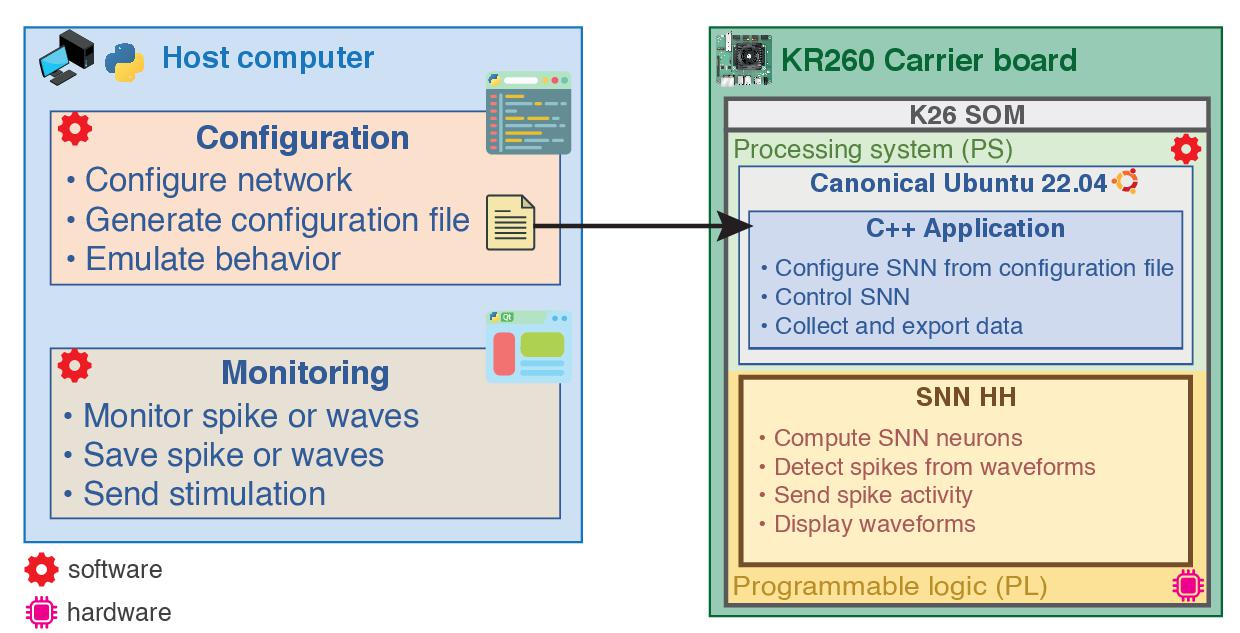 Host computer
Configuration
• Configure network
• Generate configuration file
• Emulate behavior
Qt
Monitoring
• Monitor spike or waves
• Save spike or waves
• Send stimulation
software
hardware
KR260 Carrier board
K26 SOM
Processing system (PS)
Canonical Ubuntu 22.04
C++ Application
• Configure SNN from configuration file
• Control SNN
• Collect and export data
SNN HH
• Compute SNN neurons
• Detect spikes from waveforms
• Send spike activity
• Display waveforms
Programmable logic (PL)